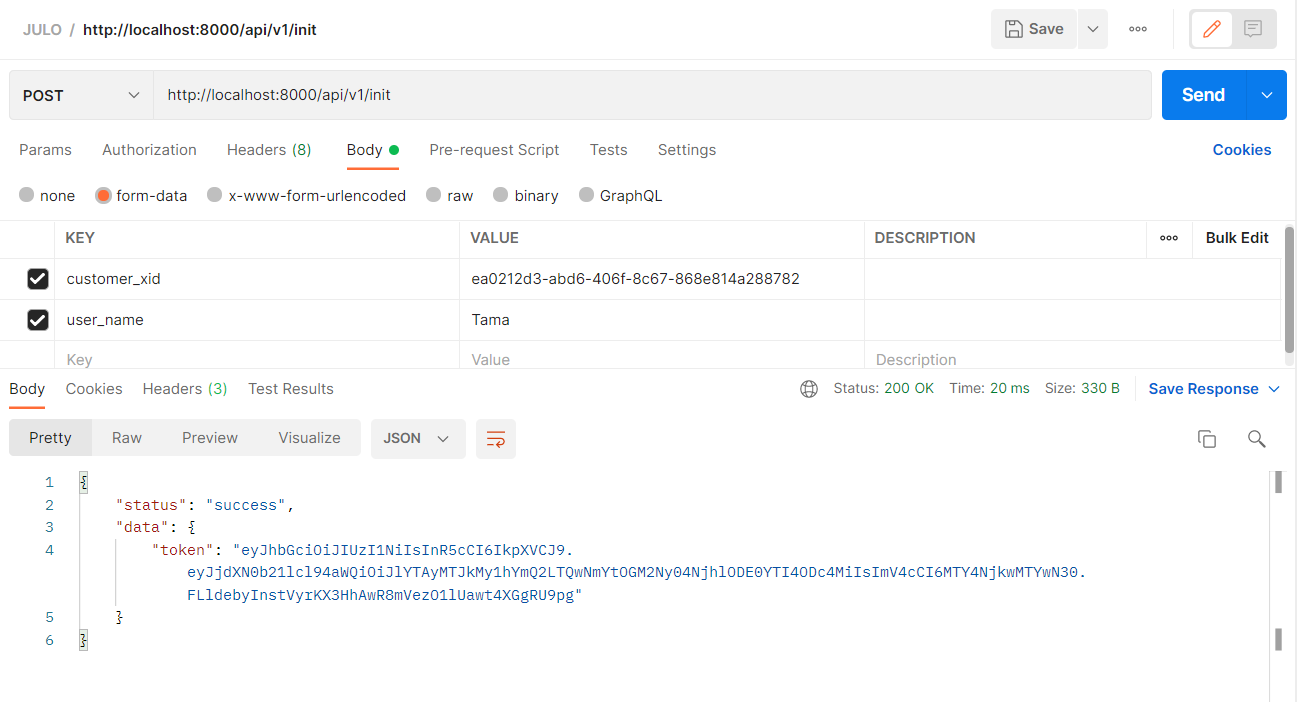 JULO / http://localhost:8000/api/v1/init
Save
POST
http://localhost:8000/api/v1/init
Send
Params Authorization Headers (8) Body Pre-request Script Tests Settings Cookies
none form-data x-www-form-urlencoded raw binary GraphQL
KEY VALUE DESCRIPTION Bulk Edit
customer_xid ea0212d3-abd6-406f-8c67-868e814a288782
user_name Tama
Key Value Description
Body Cookies Headers (3) Test Results Status: 200 OK Time: 20 ms Size: 330 B Save Response
Pretty Raw Preview Visualize JSON
1 {
2 "status": "success",
3 "data": {
4 "token": "eyJhbGciOiJIUzI1NiIsInR5cCI6IkpXVCJ9.
eyJjdXN0b21lcl94aWQiOiJlYTAyMTJkMy1hYmQ2LTQwNmYtOGM2Ny04NjhlODE0YTI4ODc4MiIsImV4cCI6MTY4NjkwMTYwN30.
FLldebyInstVyrKX3HhAwR8mVezO1lUawt4XGgRU9pg"
5 }
6 }